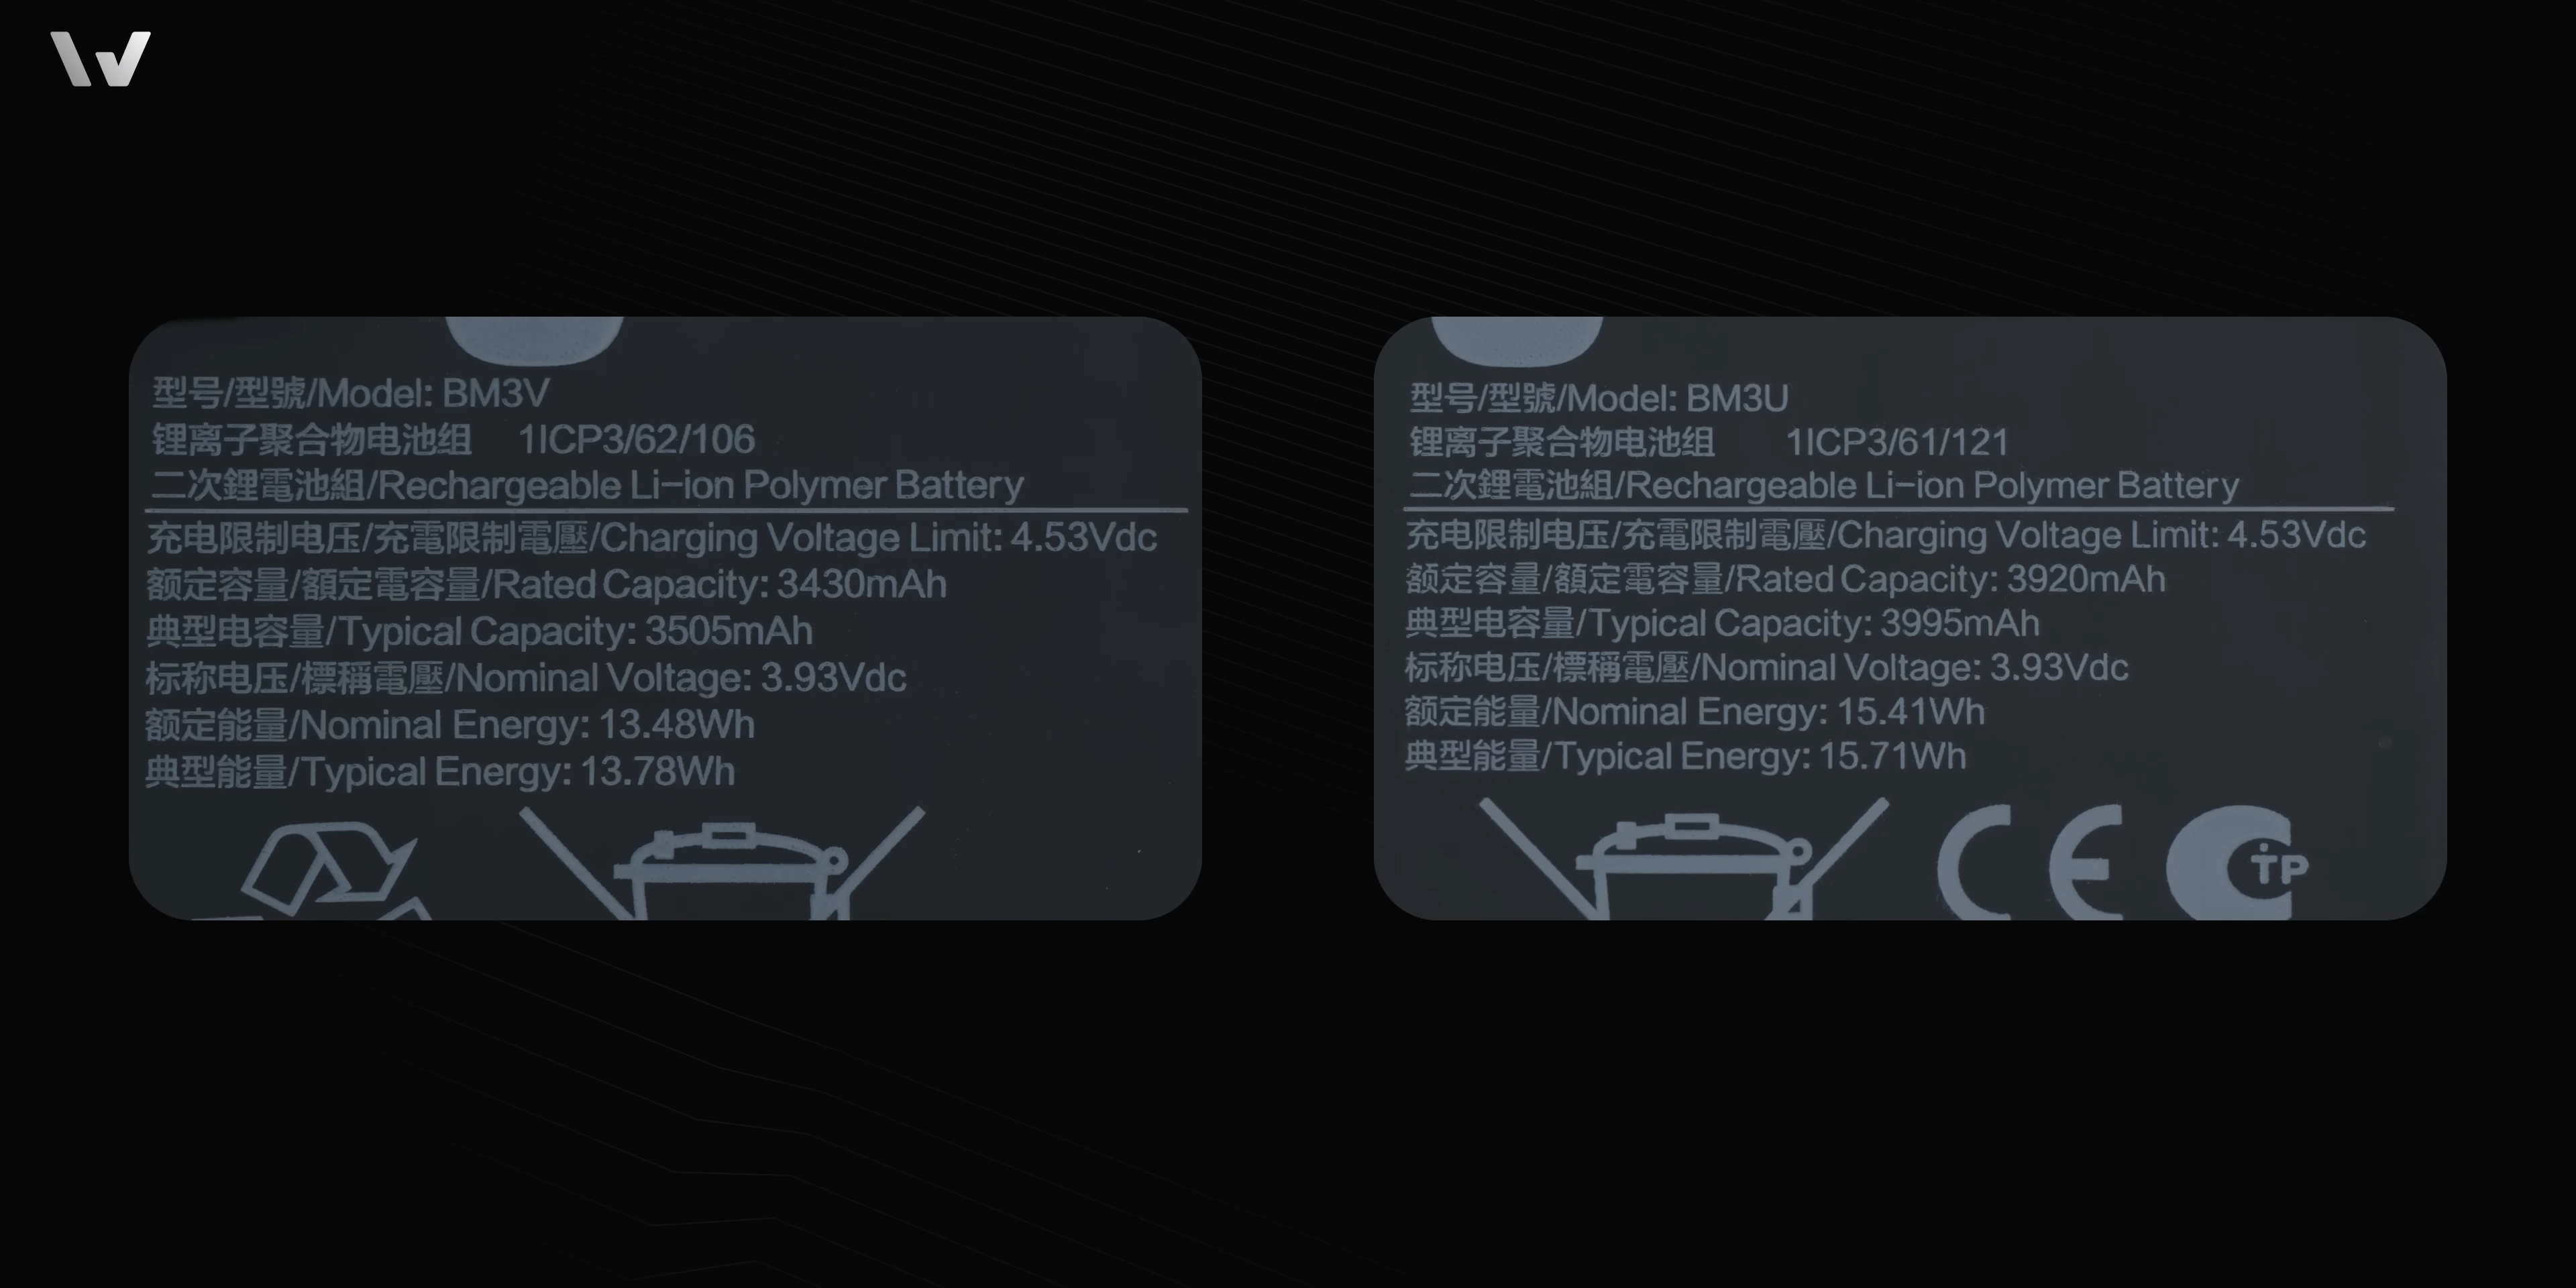 型号/型號/Model: BM3V
锂离子聚合物电池组 1ICP3/62/106
二次鋰電池組/Rechargeable Li-ion Polymer Battery
充电限制电压/充電限制電壓/Charging Voltage Limit: 4.53Vdc
额定容量/額定電容量/Rated Capacity: 3430mAh
典型电容量/Typical Capacity: 3505mAh
标称电压/標稱電壓/Nominal Voltage: 3.93Vdc
额定能量/Nominal Energy: 13.48Wh
典型能量/Typical Energy: 13.78Wh
型号/型號/Model: BM3U
锂离子聚合物电池组 1ICP3/61/121
二次鋰電池組/Rechargeable Li-ion Polymer Battery
充电限制电压/充電限制電壓/Charging Voltage Limit: 4.53Vdc
额定容量/額定電容量/Rated Capacity: 3920mAh
典型电容量/Typical Capacity: 3995mAh
标称电压/標稱電壓/Nominal Voltage: 3.93Vdc
额定能量/Nominal Energy: 15.41Wh
典型能量/Typical Energy: 15.71Wh
CE